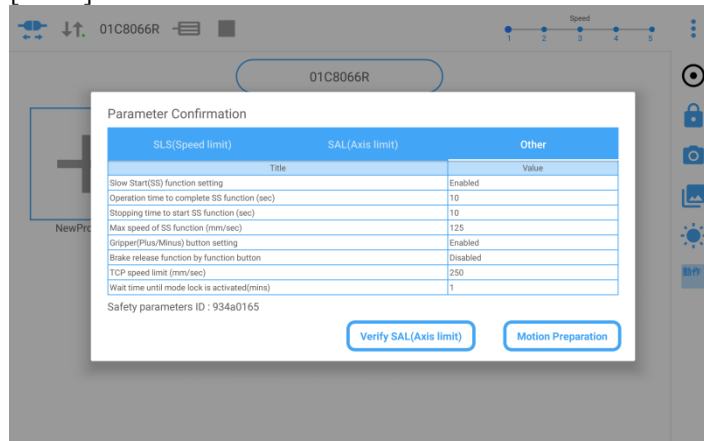 01C8066R
Speed
1 2 3 4 5
01C8066R
Parameter Confirmation
SLS(Speed limit) SAL(Axis limit) Other
Title Value
Slow Start(SS) function setting Enabled
Operation time to complete SS function (sec) 10
Stopping time to start SS function (sec) 10
Max speed of SS function (mm/sec) 125
Gripper(Plus/Minus) button setting Enabled
Brake release function by function button Disabled
TCP speed limit (mm/sec) 250
Wait time until mode lock is activated(mins) 1
Safety parameters ID : 934a0165
Verify SAL(Axis limit) Motion Preparation
NewPro
動作